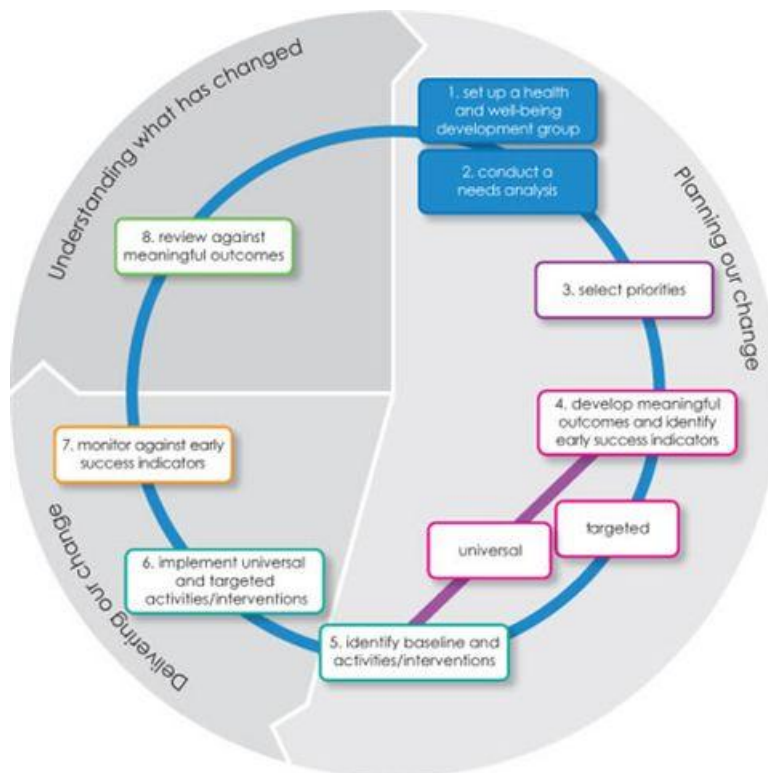 Understanding what has changed
Planning our change
Delivering our change
1. set up a health
and well-being
development group
2. conduct a
needs analysis
3. select priorities
4. develop meaningful
outcomes and identify
early success indicators
targeted
universal
5. identify baseline and
activities/interventions
6. implement universal
and targeted
activities/interventions
7. monitor against early
success indicators
8. review against
meaningful outcomes